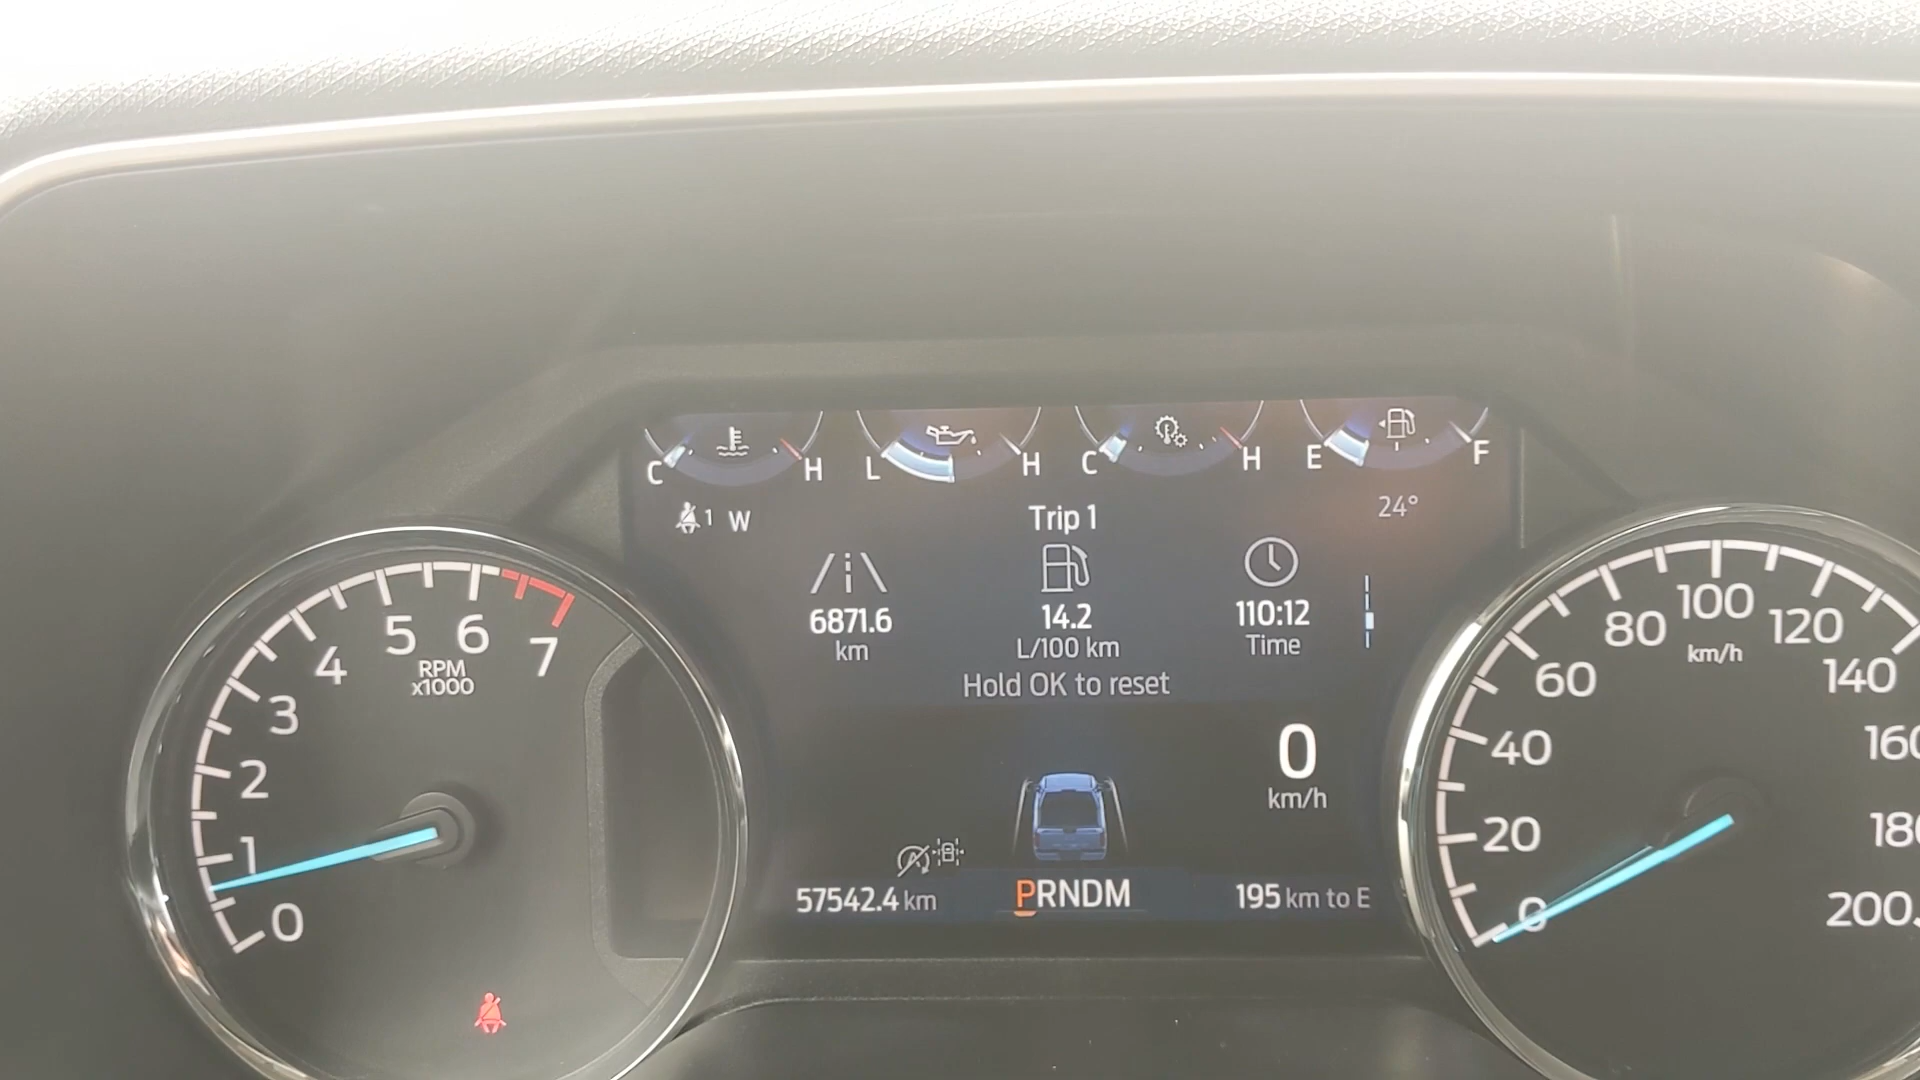 C H L H C H E F
1 W
Trip 1
24°
6871.6
km
14.2
L/100 km
110:12
Time
Hold OK to reset
0
km/h
57542.4 km
PRNDM
195 km to E
0 1 2 3 4 5 6 7
RPM
x1000
0 20 40 60 80 100 120 140
km/h
200